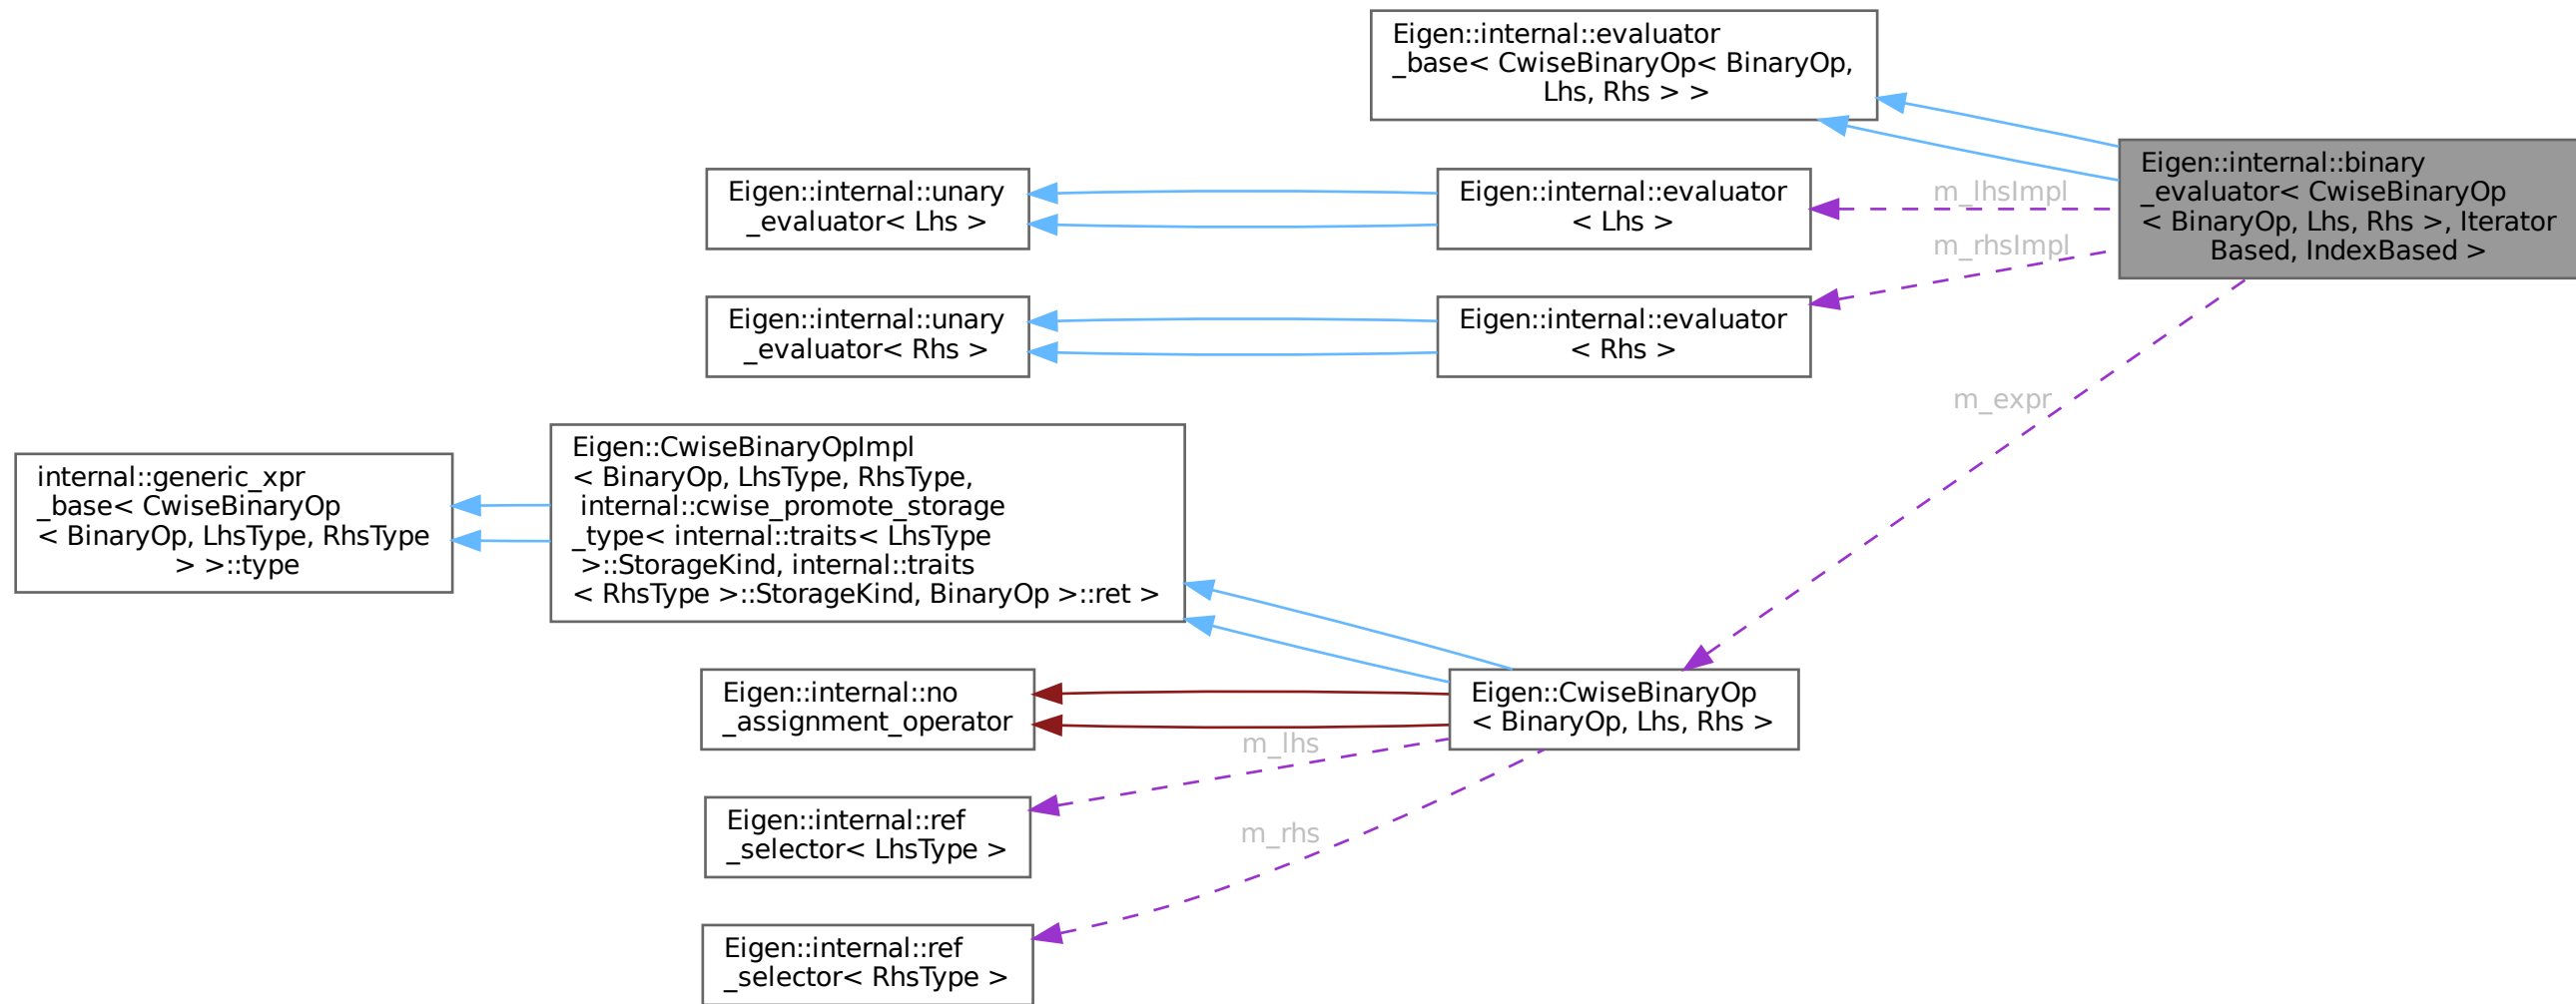 Eigen::internal::evaluator
_base< CwiseBinaryOp< BinaryOp,
Lhs, Rhs > >
Eigen::internal::binary
_evaluator< CwiseBinaryOp
< BinaryOp, Lhs, Rhs >, Iterator
Based, IndexBased >
Eigen::internal::unary
_evaluator< Lhs >
Eigen::internal::evaluator
< Lhs >
m_lhsImpl
m_rhsImpl
Eigen::internal::unary
_evaluator< Rhs >
Eigen::internal::evaluator
< Rhs >
m_expr
internal::generic_xpr
_base< CwiseBinaryOp
< BinaryOp, LhsType, RhsType
> >::type
Eigen::CwiseBinaryOpImpl
< BinaryOp, LhsType, RhsType,
internal::cwise_promote_storage
_type< internal::traits< LhsType
>::StorageKind, internal::traits
< RhsType >::StorageKind, BinaryOp >::ret >
Eigen::internal::no
_assignment_operator
Eigen::CwiseBinaryOp
< BinaryOp, Lhs, Rhs >
m_lhs
Eigen::internal::ref
_selector< LhsType >
m_rhs
Eigen::internal::ref
_selector< RhsType >